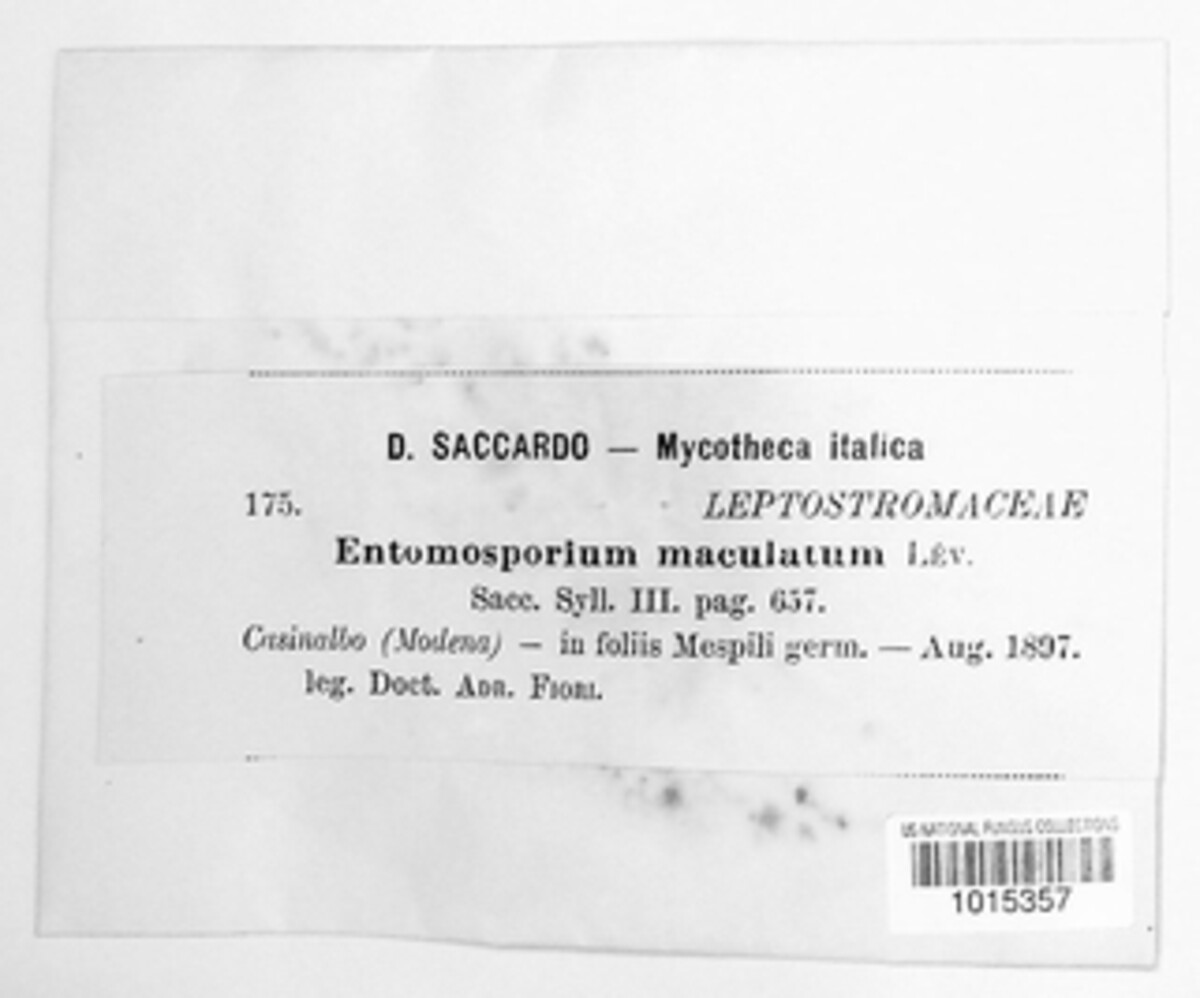 D. SACCARDO — Mycotheca italica
175. LEPTOSTROMACEAE
Entomosporium maculatum Lév.
Sacc. Syll. III. pag. 657.
Casinalbo (Modena) — in foliis Mespili germ. — Aug. 1897.
leg. Doct. Adr. Fiori.
US NATIONAL FUNGUS COLLECTIONS
1015357